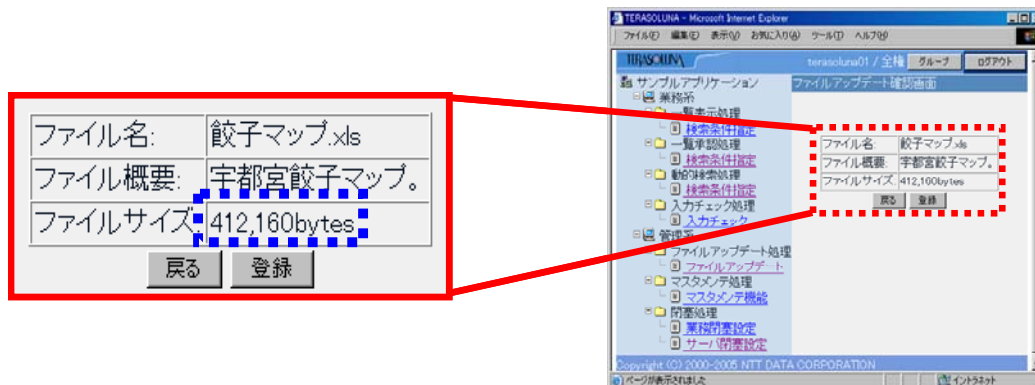 ファイル名: 餃子マップ.xls
ファイル概要: 宇都宮餃子マップ。
ファイルサイズ: 412,160bytes
戻る 登録
TERASOLUNA - Microsoft Internet Explorer
ファイル(F) 編集(E) 表示(V) お気に入り(A) ツール(T) ヘルプ(H)
TERASOLUNA
terasoluna01 / 全権 グループ ログアウト
サンプルアプリケーション
ファイルアップデート確認画面
業務系
一覧表示処理
検索条件指定
一覧承認処理
検索条件指定
動的検索処理
検索条件指定
入力チェック処理
入力チェック
管理系
ファイルアップデート処理
ファイルアップデート
マスタメンテ処理
マスタメンテ機能
閉塞処理
業務閉塞設定
サーバ閉塞設定
ファイル名: 餃子マップ.xls
ファイル概要: 宇都宮餃子マップ。
ファイルサイズ: 412,160bytes
戻る 登録
Copyright (C) 2000-2005 NTT DATA CORPORATION
ページが表示されました
イントラネット